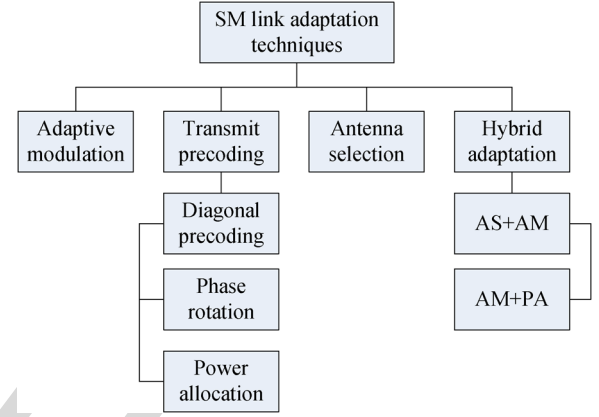 SM link adaptation
techniques
Adaptive
modulation
Transmit
precoding
Antenna
selection
Hybrid
adaptation
Diagonal
precoding
AS+AM
Phase
rotation
AM+PA
Power
allocation